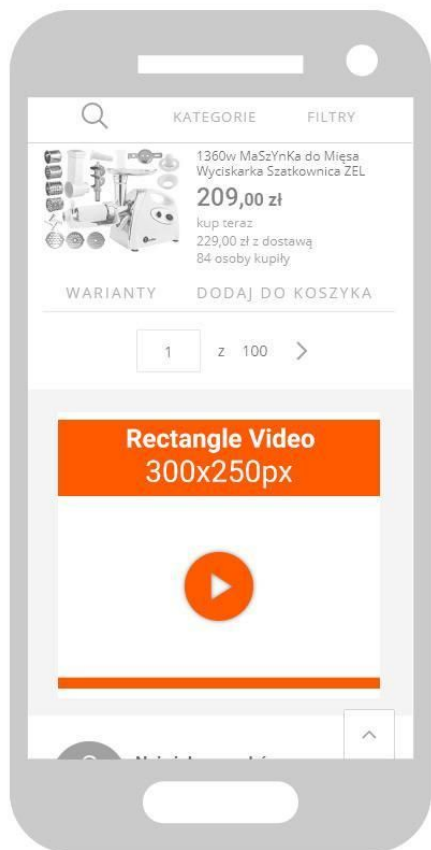 KATEGORIE FILTRY
1360w MaSzYnKa do Mięsa
Wyciskarka Szatkownica ZEL
209,00 zł
kup teraz
229,00 zł z dostawą
84 osoby kupiły
WARIANTY DODAJ DO KOSZYKA
1 z 100
Rectangle Video
300x250px